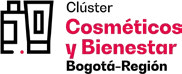 Clúster
Cosméticos
y Bienestar
Bogotá-Región